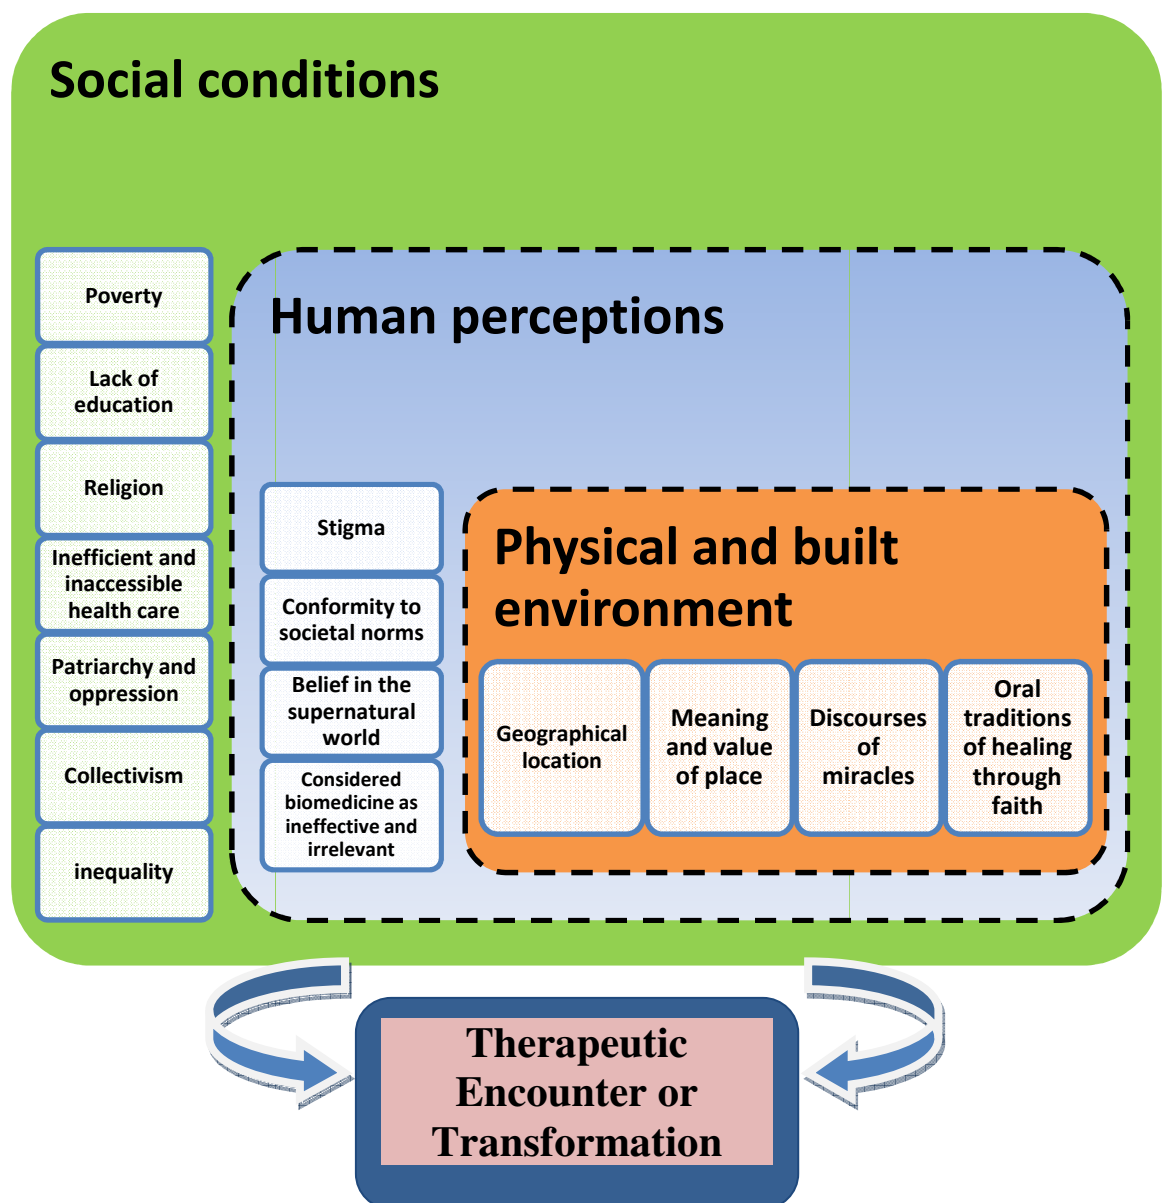 Social conditions
Poverty
Lack of
education
Religion
Inefficient and
inaccessible
health care
Patriarchy and
oppression
Collectivism
inequality
Human perceptions
Stigma
Conformity to
societal norms
Belief in the
supernatural
world
Considered
biomedicine as
ineffective and
irrelevant
Physical and built
environment
Geographical
location
Meaning
and value
of place
Discourses
of
miracles
Oral
traditions
of healing
through
faith
Therapeutic
Encounter or
Transformation